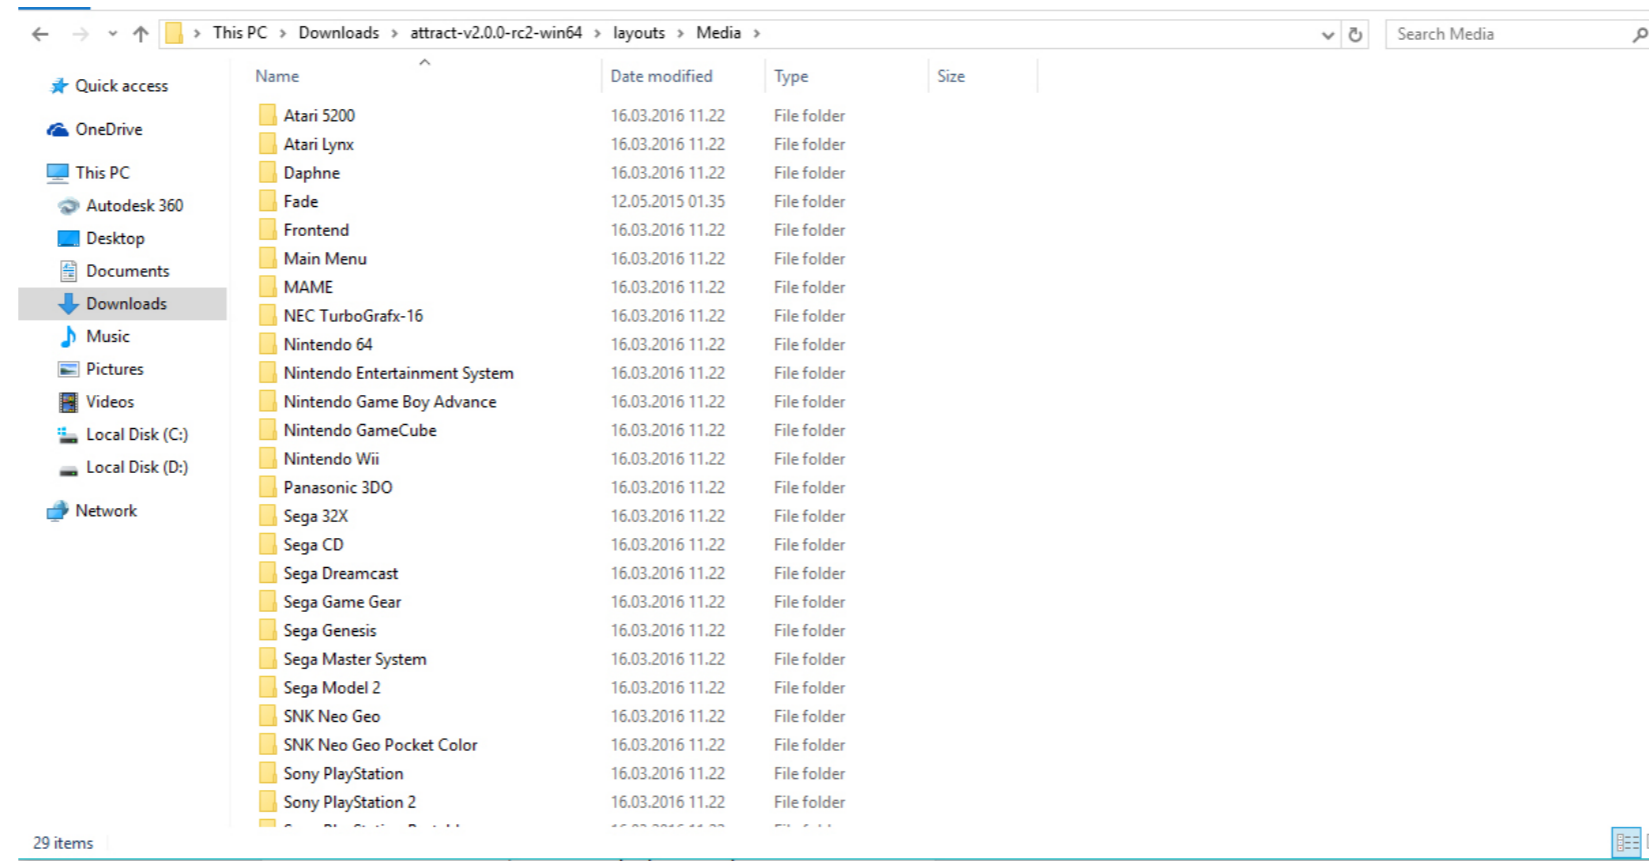 This PC > Downloads > attract-v2.0.0-rc2-win64 > layouts > Media >
Search Media
Quick access
OneDrive
This PC
Autodesk 360
Desktop
Documents
Downloads
Music
Pictures
Videos
Local Disk (C:)
Local Disk (D:)
Network
Name Date modified Type Size
Atari 5200 16.03.2016 11.22 File folder
Atari Lynx 16.03.2016 11.22 File folder
Daphne 16.03.2016 11.22 File folder
Fade 12.05.2015 01.35 File folder
Frontend 16.03.2016 11.22 File folder
Main Menu 16.03.2016 11.22 File folder
MAME 16.03.2016 11.22 File folder
NEC TurboGrafx-16 16.03.2016 11.22 File folder
Nintendo 64 16.03.2016 11.22 File folder
Nintendo Entertainment System 16.03.2016 11.22 File folder
Nintendo Game Boy Advance 16.03.2016 11.22 File folder
Nintendo GameCube 16.03.2016 11.22 File folder
Nintendo Wii 16.03.2016 11.22 File folder
Panasonic 3DO 16.03.2016 11.22 File folder
Sega 32X 16.03.2016 11.22 File folder
Sega CD 16.03.2016 11.22 File folder
Sega Dreamcast 16.03.2016 11.22 File folder
Sega Game Gear 16.03.2016 11.22 File folder
Sega Genesis 16.03.2016 11.22 File folder
Sega Master System 16.03.2016 11.22 File folder
Sega Model 2 16.03.2016 11.22 File folder
SNK Neo Geo 16.03.2016 11.22 File folder
SNK Neo Geo Pocket Color 16.03.2016 11.22 File folder
Sony PlayStation 16.03.2016 11.22 File folder
Sony PlayStation 2 16.03.2016 11.22 File folder
29 items